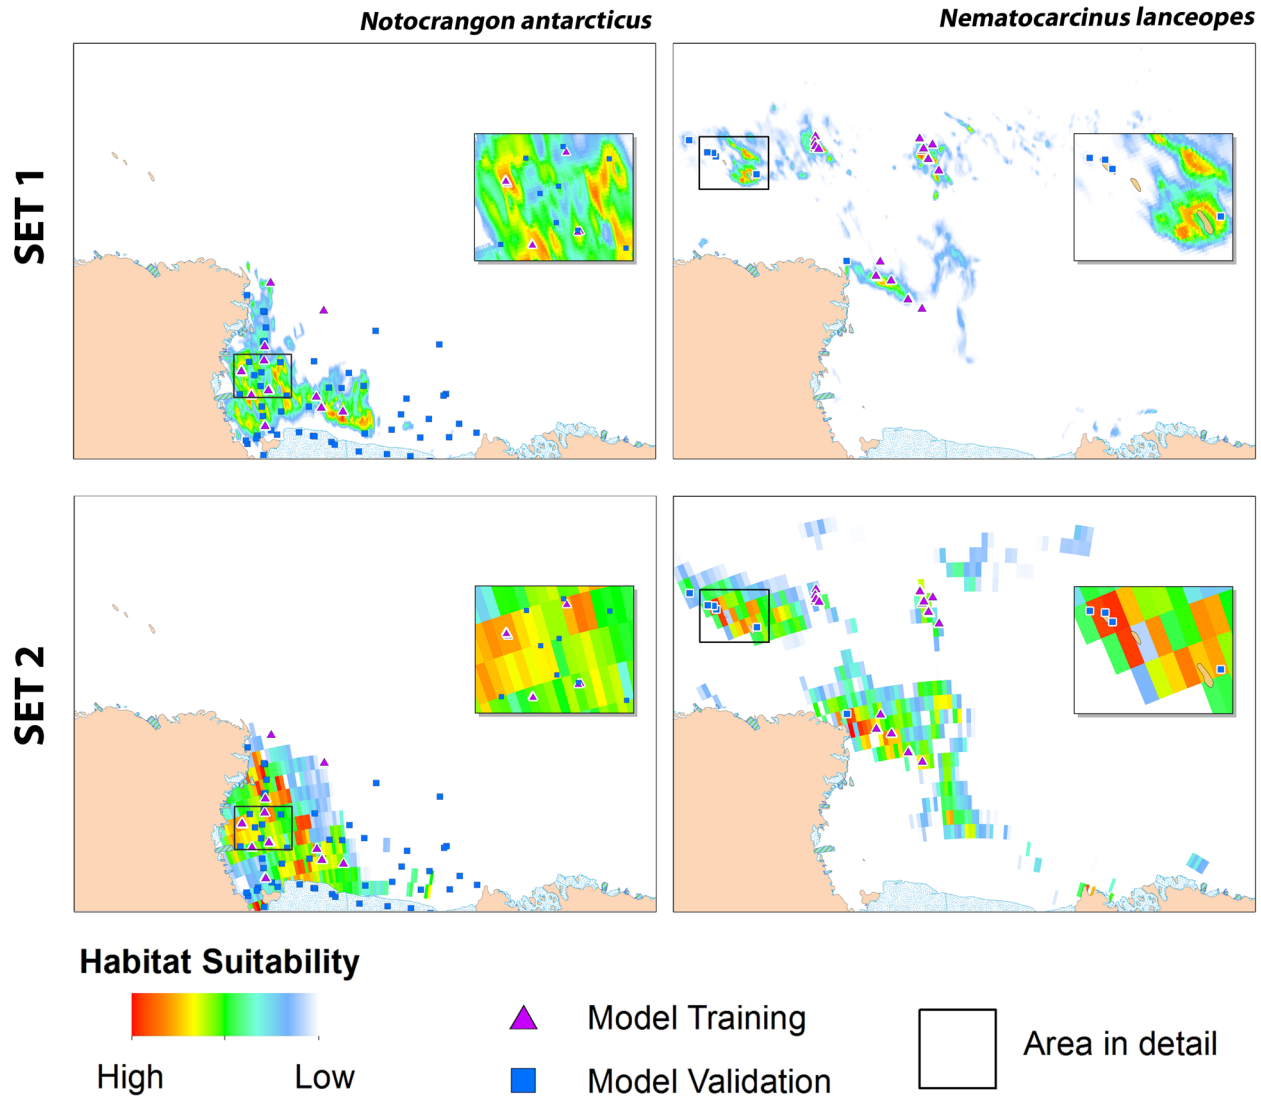 Notocrangon antarcticus
Nematocarcinus lanceopes
SET 1
SET 2
Habitat Suitability
High
Low
Model Training
Model Validation
Area in detail